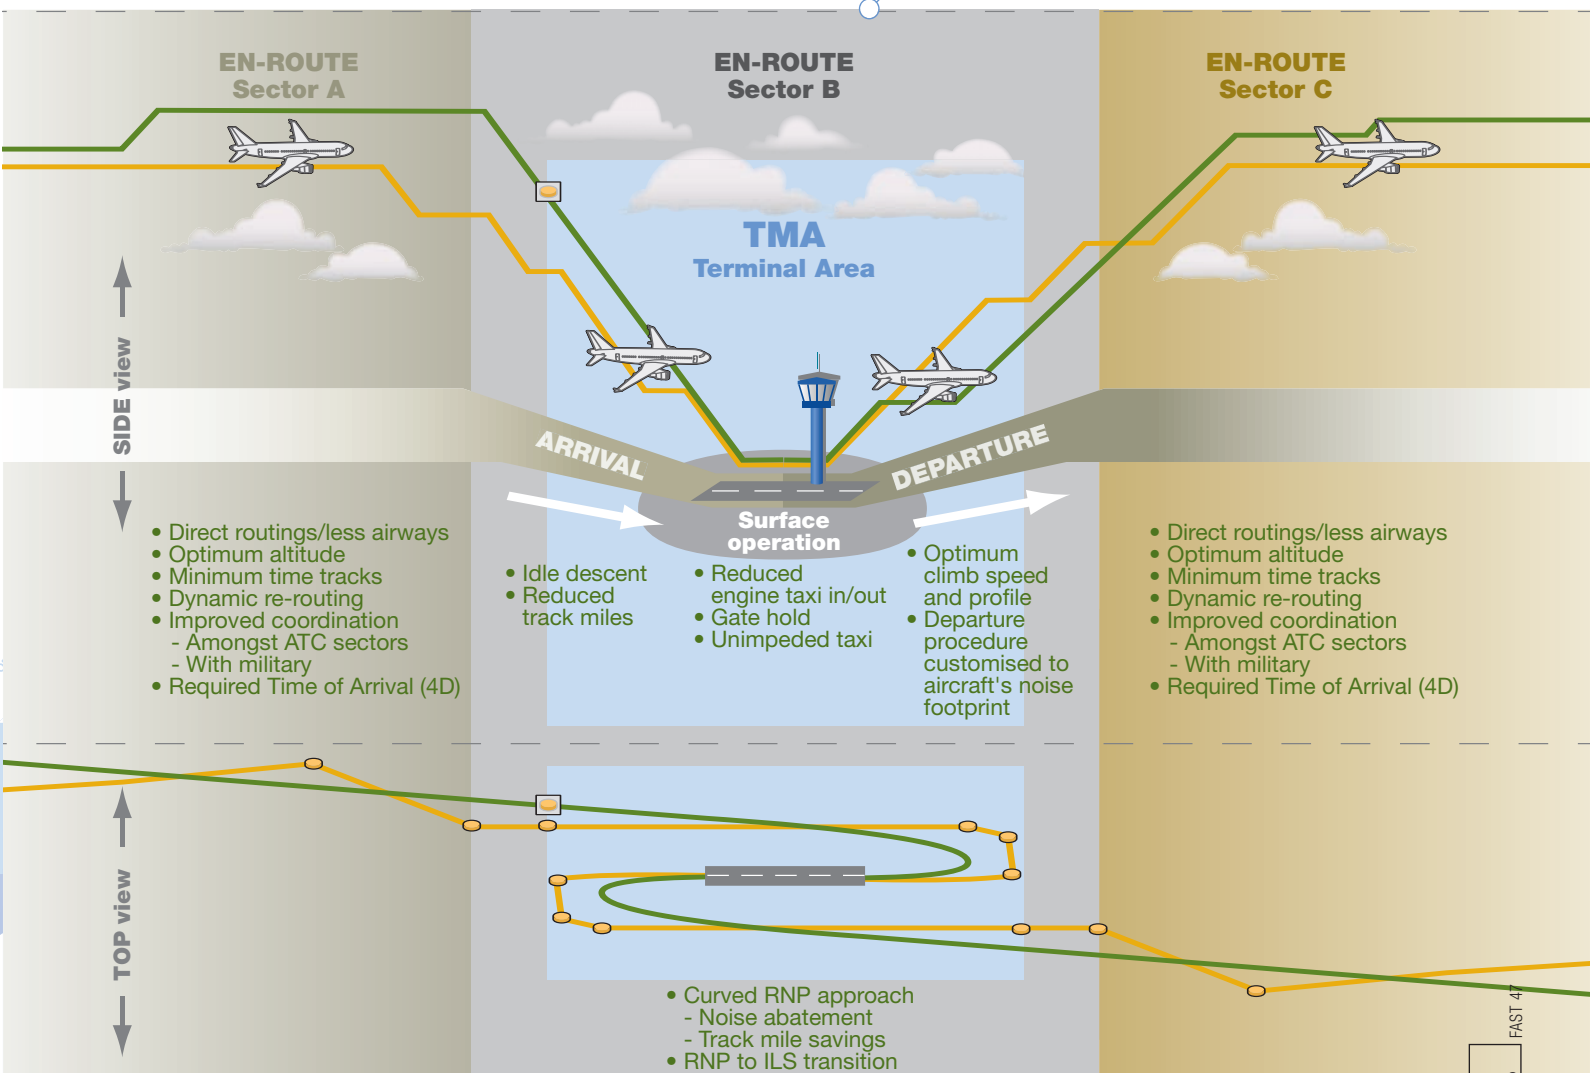 EN-ROUTE
Sector A
EN-ROUTE
Sector B
EN-ROUTE
Sector C
TMA
Terminal Area
SIDE view
ARRIVAL
DEPARTURE
Surface
operation
• Direct routings/less airways
• Optimum altitude
• Minimum time tracks
• Dynamic re-routing
• Improved coordination
- Amongst ATC sectors
- With military
• Required Time of Arrival (4D)
• Idle descent
• Reduced
track miles
• Reduced
engine taxi in/out
• Gate hold
• Unimpeded taxi
• Optimum
climb speed
and profile
• Departure
procedure
customised to
aircraft's noise
footprint
• Direct routings/less airways
• Optimum altitude
• Minimum time tracks
• Dynamic re-routing
• Improved coordination
- Amongst ATC sectors
- With military
• Required Time of Arrival (4D)
TOP view
• Curved RNP approach
- Noise abatement
- Track mile savings
• RNP to ILS transition
FAST 47